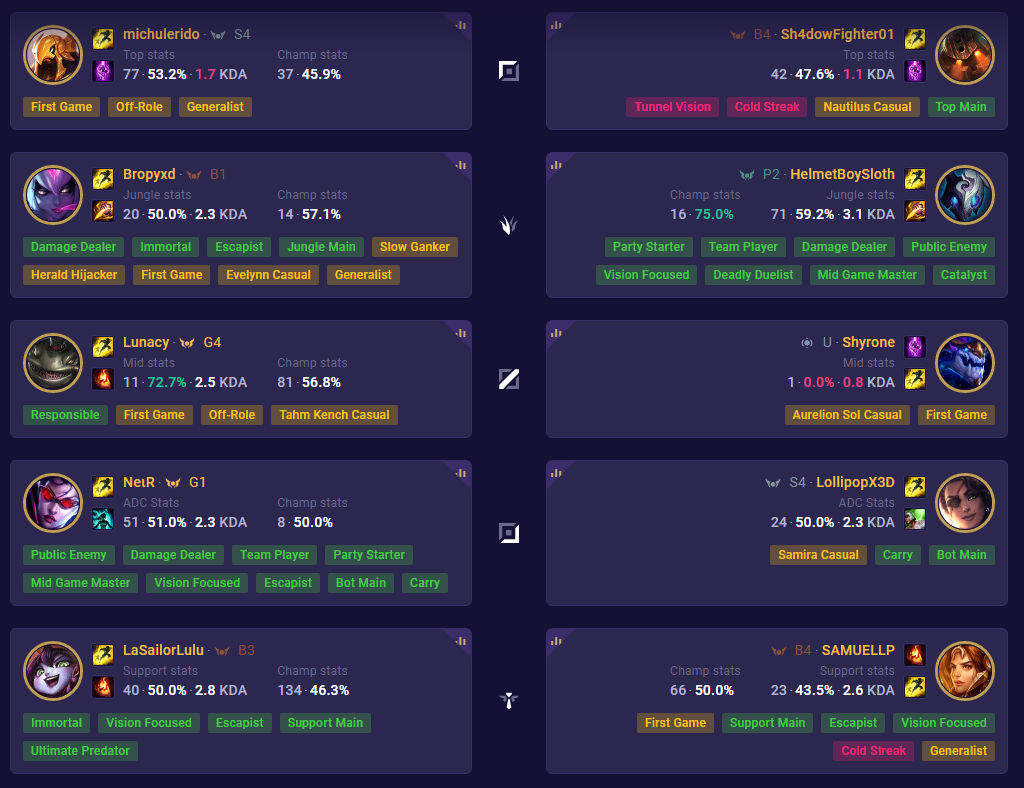 michulerido · S4
Top stats Champ stats
77 · 53.2% · 1.7 KDA 37 · 45.9%
First Game Off-Role Generalist
B4 · Sh4dowFighter01
Top stats
42 · 47.6% · 1.1 KDA
Tunnel Vision Cold Streak Nautilus Casual Top Main
Bropyxd · B1
Jungle stats Champ stats
20 · 50.0% · 2.3 KDA 14 · 57.1%
Damage Dealer Immortal Escapist Jungle Main Slow Ganker
Herald Hijacker First Game Evelynn Casual Generalist
P2 · HelmetBoySloth
Champ stats Jungle stats
16 · 75.0% 71 · 59.2% · 3.1 KDA
Party Starter Team Player Damage Dealer Public Enemy
Vision Focused Deadly Duelist Mid Game Master Catalyst
Lunacy · G4
Mid stats Champ stats
11 · 72.7% · 2.5 KDA 81 · 56.8%
Responsible First Game Off-Role Tahm Kench Casual
U · Shyrone
Mid stats
1 · 0.0% · 0.8 KDA
Aurelion Sol Casual First Game
NeιR · G1
ADC Stats Champ stats
51 · 51.0% · 2.3 KDA 8 · 50.0%
Public Enemy Damage Dealer Team Player Party Starter
Mid Game Master Vision Focused Escapist Bot Main Carry
S4 · LollipopX3D
ADC Stats
24 · 50.0% · 2.3 KDA
Samira Casual Carry Bot Main
LaSailorLulu · B3
Support stats Champ stats
40 · 50.0% · 2.8 KDA 134 · 46.3%
Immortal Vision Focused Escapist Support Main
Ultimate Predator
B4 · SAMUELLP
Champ stats Support stats
66 · 50.0% 23 · 43.5% · 2.6 KDA
First Game Support Main Escapist Vision Focused
Cold Streak Generalist